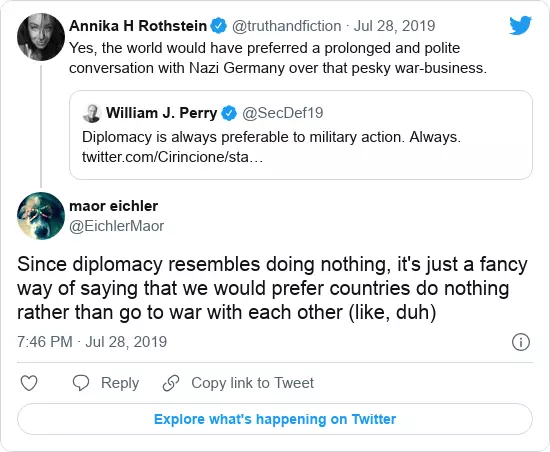 Annika H Rothstein @truthandfiction · Jul 28, 2019
Yes, the world would have preferred a prolonged and polite
conversation with Nazi Germany over that pesky war-business.
William J. Perry @SecDef19
Diplomacy is always preferable to military action. Always.
twitter.com/Cirincione/sta…
maor eichler
@EichlerMaor
Since diplomacy resembles doing nothing, it's just a fancy
way of saying that we would prefer countries do nothing
rather than go to war with each other (like, duh)
7:46 PM · Jul 28, 2019
Reply
Copy link to Tweet
Explore what's happening on Twitter